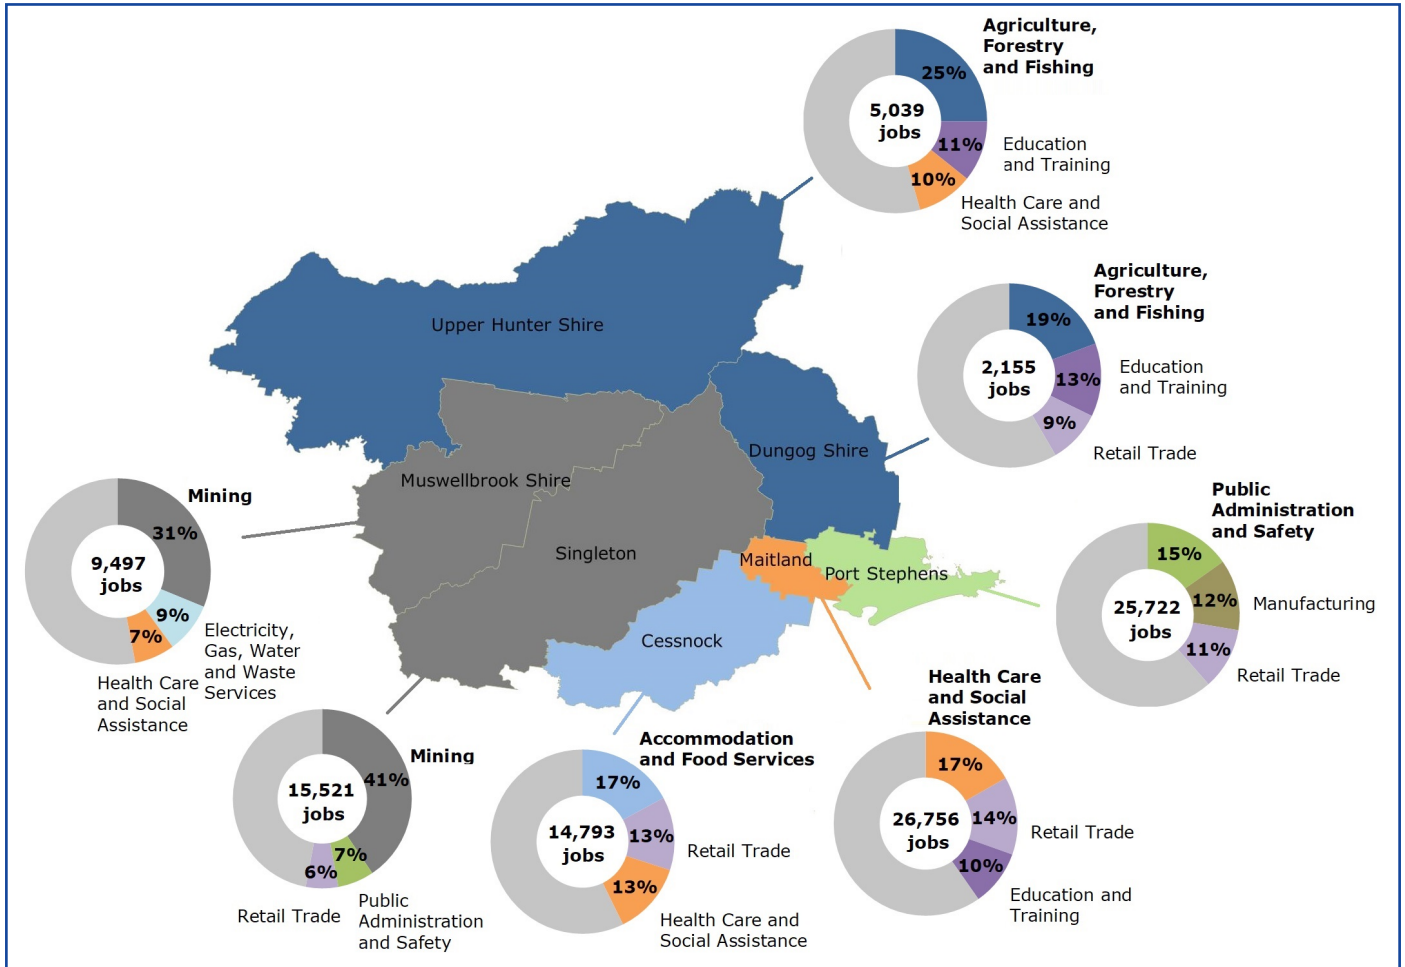 Agriculture,
Forestry
and Fishing
25%
5,039
jobs
11%
Education
and Training
10%
Health Care and
Social Assistance
Agriculture,
Forestry
and Fishing
19%
2,155
jobs
13%
Education
and Training
9%
Retail Trade
Upper Hunter Shire
Dungog Shire
Muswellbrook Shire
Singleton
Maitland
Port Stephens
Cessnock
Mining
31%
9,497
jobs
9%
7%
Electricity,
Gas, Water
and Waste
Services
Health Care
and Social
Assistance
Public
Administration
and Safety
15%
25,722
jobs
12%
Manufacturing
11%
Retail Trade
Mining
41%
15,521
jobs
7%
6%
Retail Trade
Public
Administration
and Safety
Accommodation
and Food Services
17%
14,793
jobs
13%
Retail Trade
13%
Health Care and
Social Assistance
Health Care
and Social
Assistance
17%
26,756
jobs
14%
Retail Trade
10%
Education and
Training